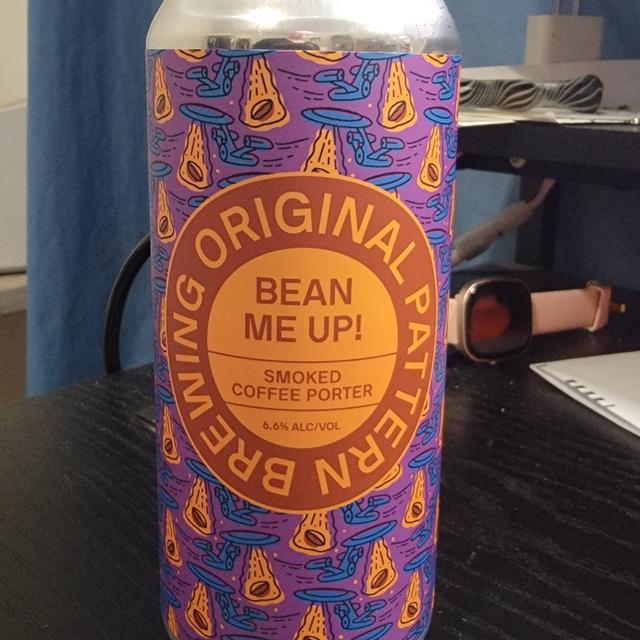 ORIGINAL PATTERN BREWING
BEAN
ME UP!
SMOKED
COFFEE PORTER
6.6% ALC/VOL